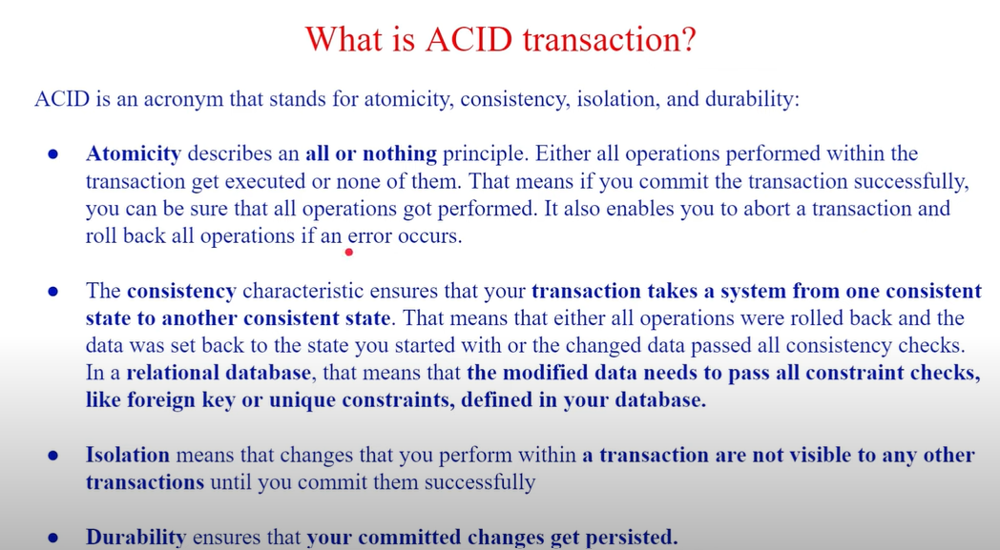 What is ACID transaction?
ACID is an acronym that stands for atomicity, consistency, isolation, and durability:
● Atomicity describes an all or nothing principle. Either all operations performed within the
transaction get executed or none of them. That means if you commit the transaction successfully,
you can be sure that all operations got performed. It also enables you to abort a transaction and
roll back all operations if an error occurs.
● The consistency characteristic ensures that your transaction takes a system from one consistent
state to another consistent state. That means that either all operations were rolled back and the
data was set back to the state you started with or the changed data passed all consistency checks.
In a relational database, that means that the modified data needs to pass all constraint checks,
like foreign key or unique constraints, defined in your database.
● Isolation means that changes that you perform within a transaction are not visible to any other
transactions until you commit them successfully
● Durability ensures that your committed changes get persisted.